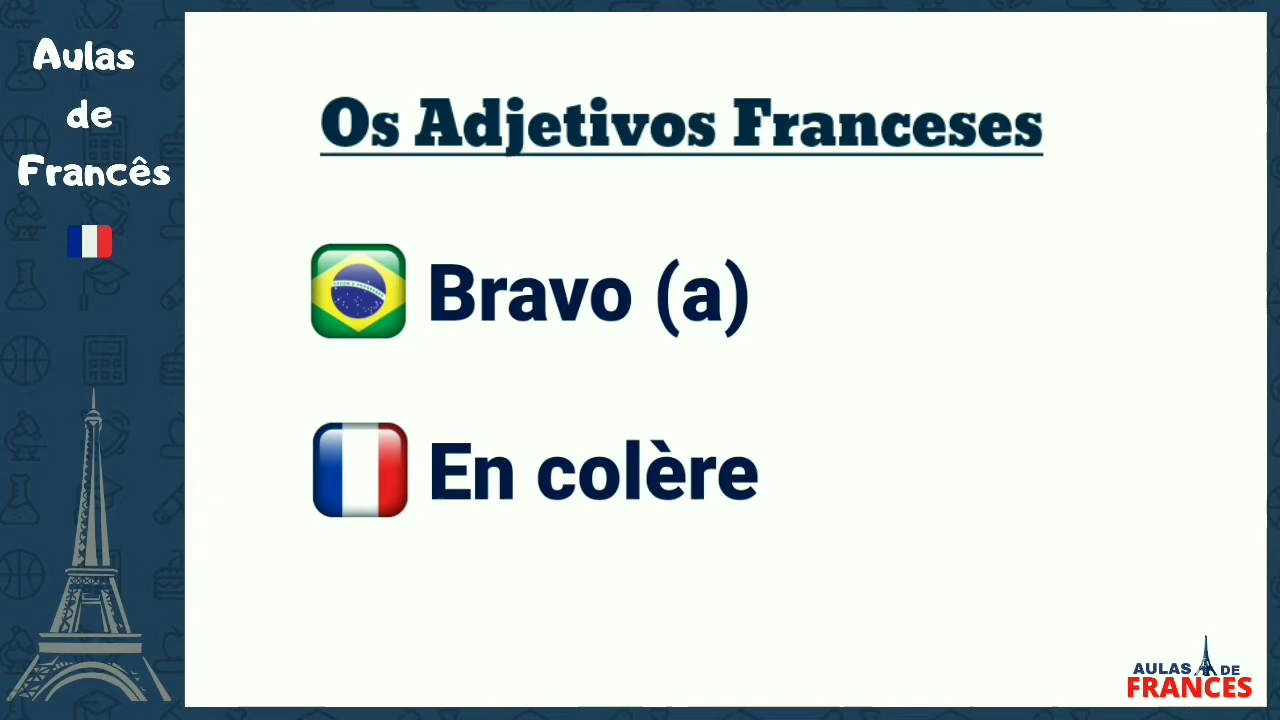 Aulas
de
Francês
Os Adjetivos Franceses
Bravo (a)
En colère
AULAS DE
FRANCES